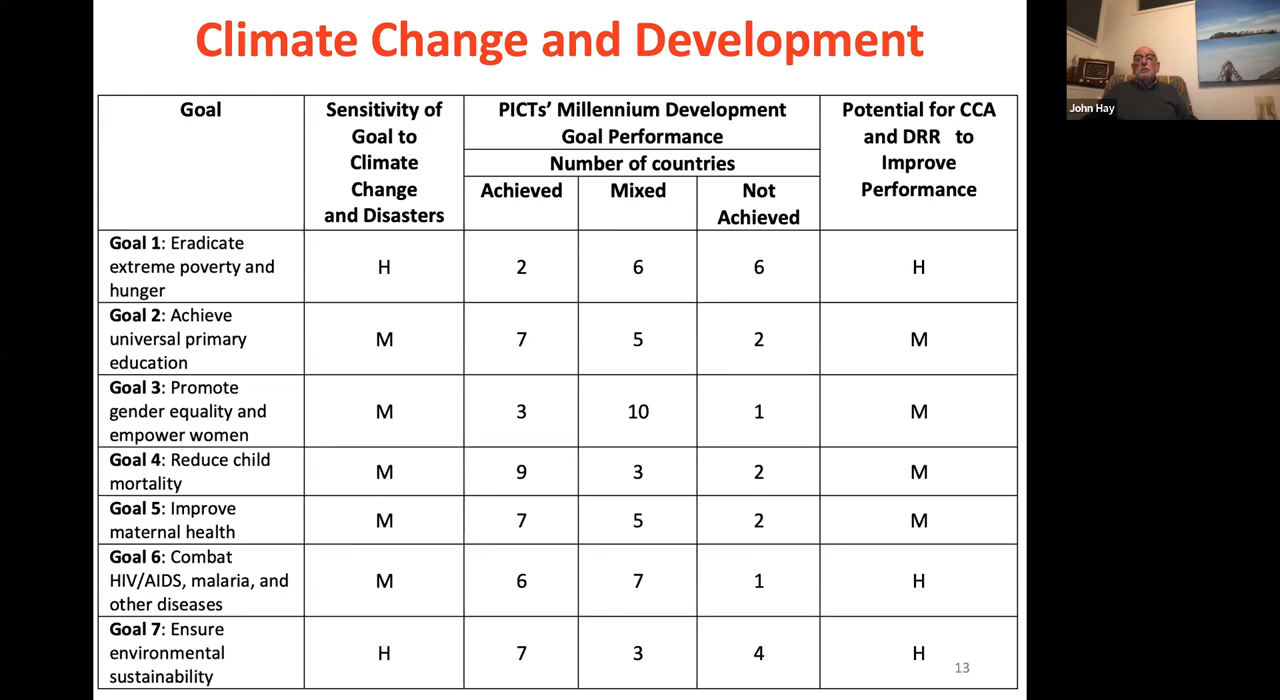 Climate Change and Development
Goal
Sensitivity of
Goal to
Climate
Change
and Disasters
PICTs’ Millennium Development
Goal Performance
Number of countries
Achieved
Mixed
Not
Achieved
Potential for CCA
and DRR to
Improve
Performance
Goal 1: Eradicate
extreme poverty and
hunger
H
2
6
6
H
Goal 2: Achieve
universal primary
education
M
7
5
2
M
Goal 3: Promote
gender equality and
empower women
M
3
10
1
M
Goal 4: Reduce child
mortality
M
9
3
2
M
Goal 5: Improve
maternal health
M
7
5
2
M
Goal 6: Combat
HIV/AIDS, malaria, and
other diseases
M
6
7
1
H
Goal 7: Ensure
environmental
sustainability
H
7
3
4
H
13
John Hay